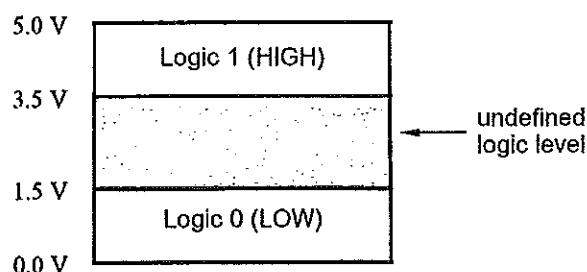 5.0 V
Logic 1 (HIGH)
3.5 V
undefined
logic level
1.5 V
Logic 0 (LOW)
0.0 V